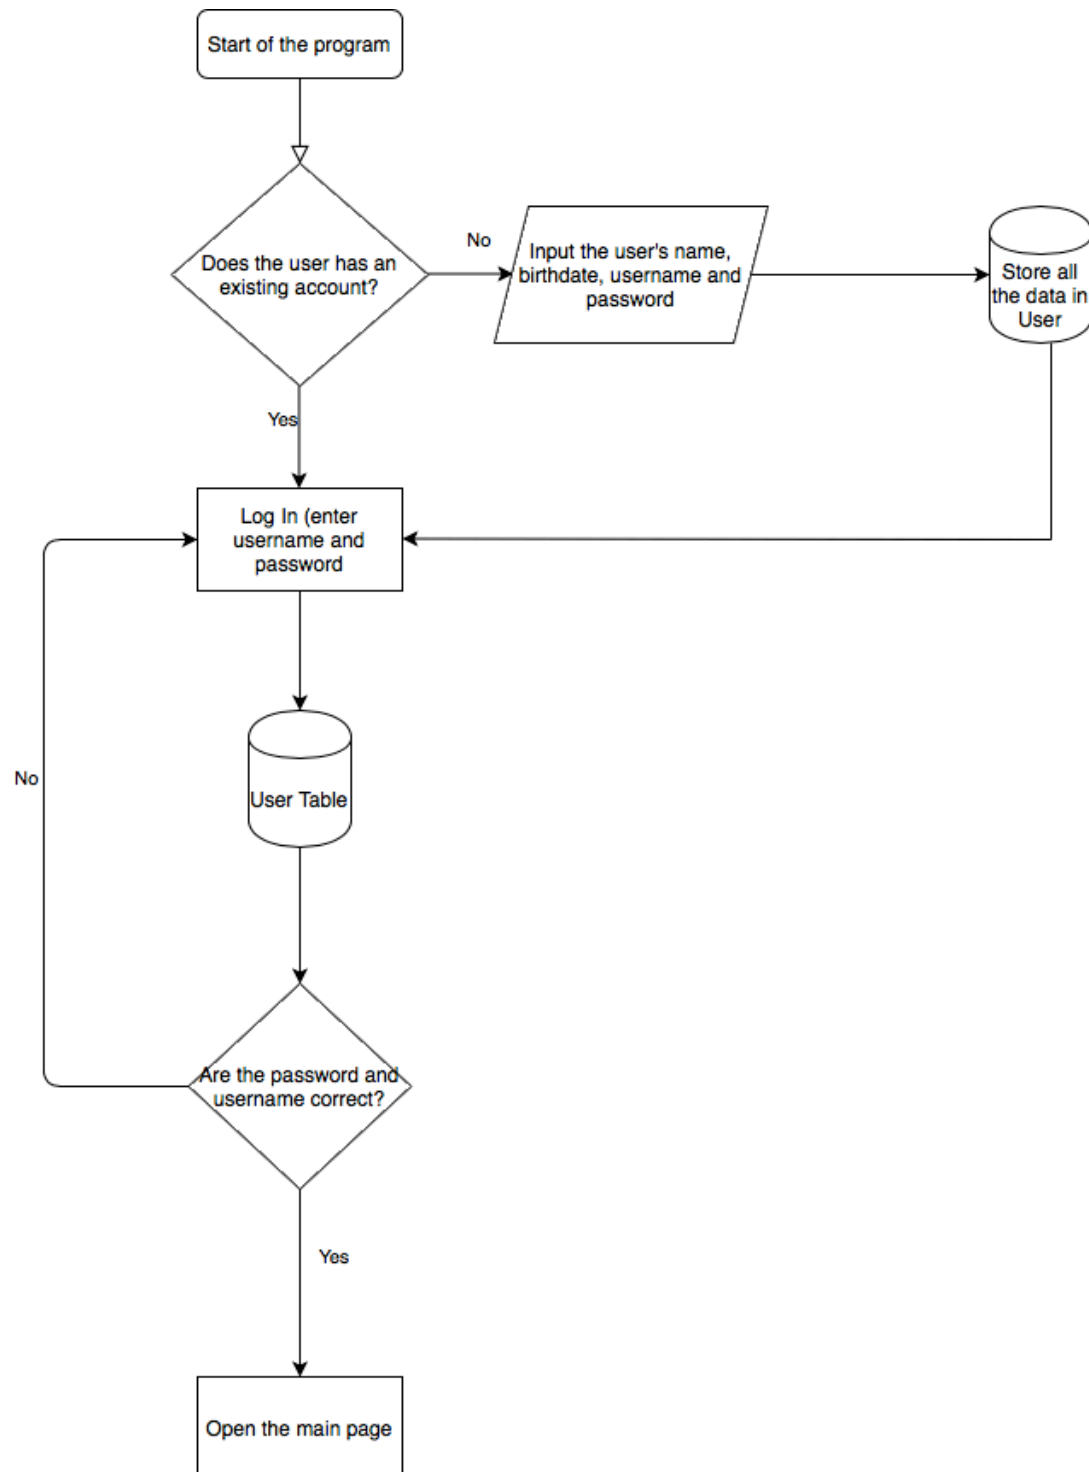 Start of the program
Does the user has an
existing account?
No
Input the user's name,
birthdate, username and
password
Store all
the data in
User
Yes
Log In (enter
username and
password
User Table
No
Are the password and
username correct?
Yes
Open the main page